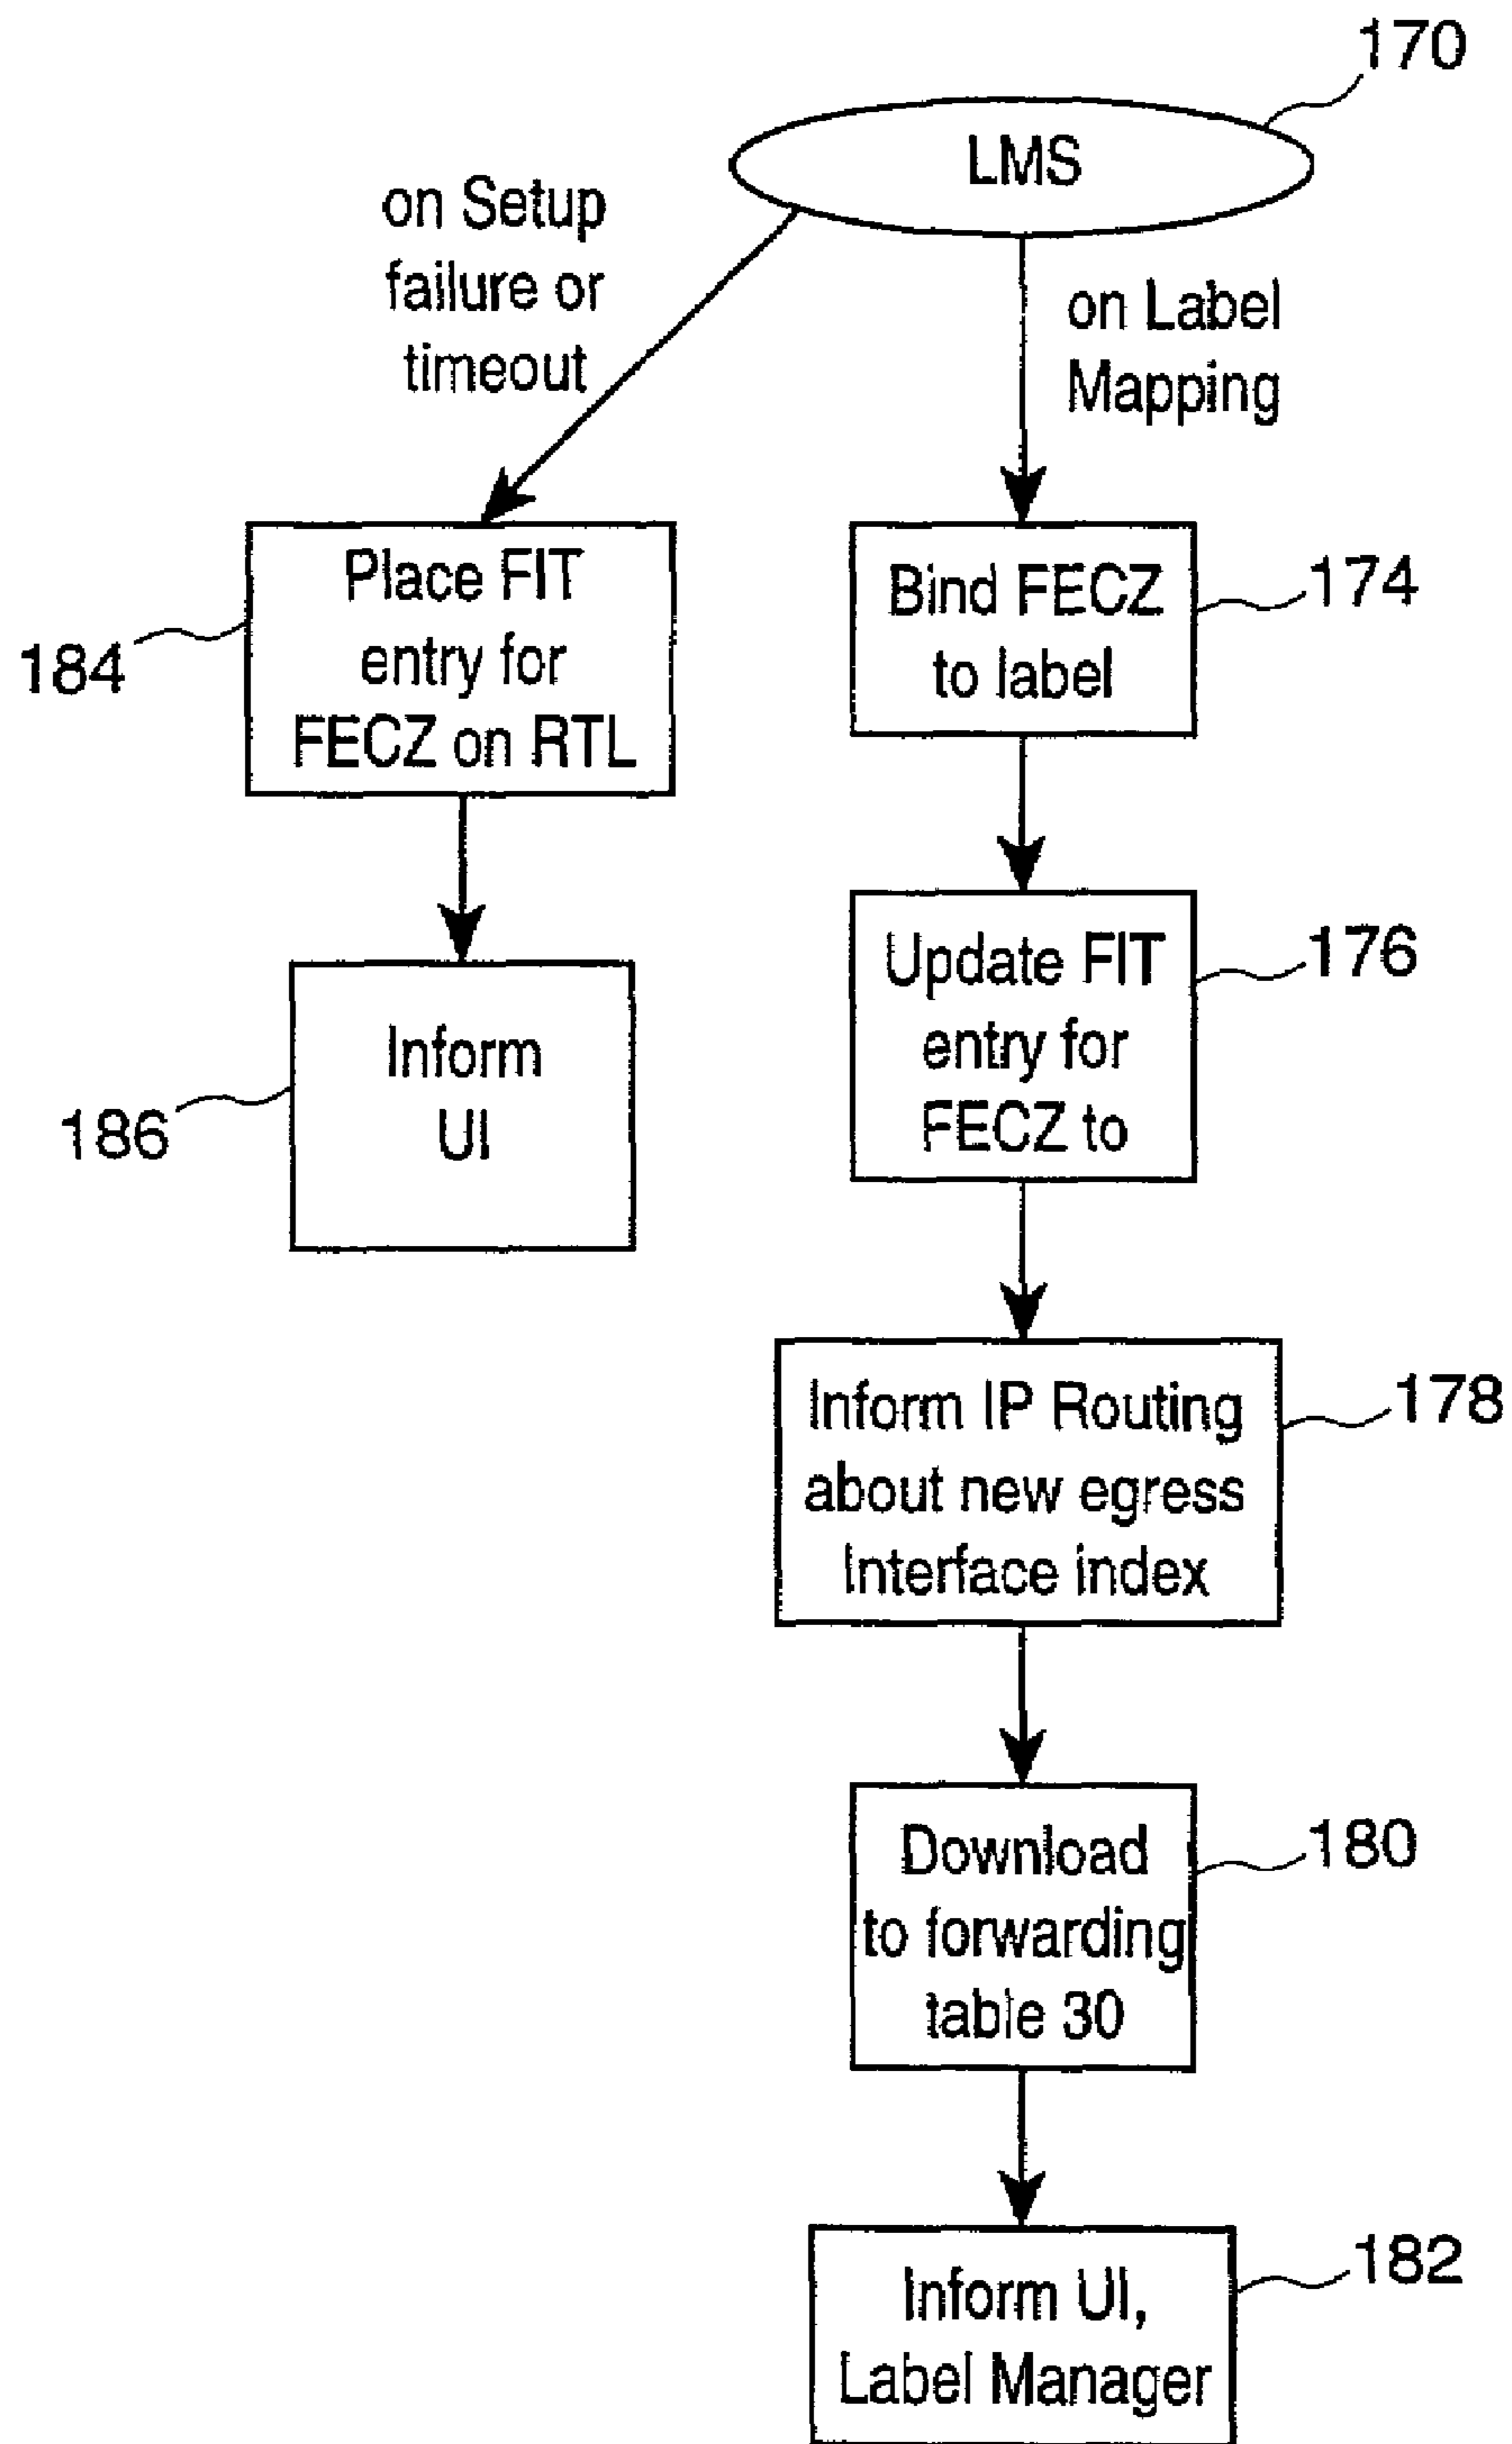 170
LMS
on Setup
failure or
timeout
on Label
Mapping
184
Place FIT
entry for
FECZ on RTL
Bind FECZ
to label
174
186
Inform
UI
Update FIT
entry for
FECZ to
176
Inform IP Routing
about new egress
Interface index
178
Download
to forwarding
table 30
180
Inform UI,
Label Manager
182